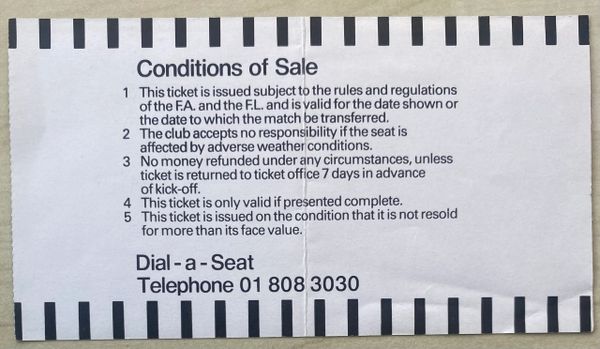 Conditions of Sale
1 This ticket is issued subject to the rules and regulations
of the F.A. and the F.L. and is valid for the date shown or
the date to which the match be transferred.
2 The club accepts no responsibility if the seat is
affected by adverse weather conditions.
3 No money refunded under any circumstances, unless
ticket is returned to ticket office 7 days in advance
of kick-off.
4 This ticket is only valid if presented complete.
5 This ticket is issued on the condition that it is not resold
for more than its face value.
Dial - a - Seat
Telephone 01 808 3030